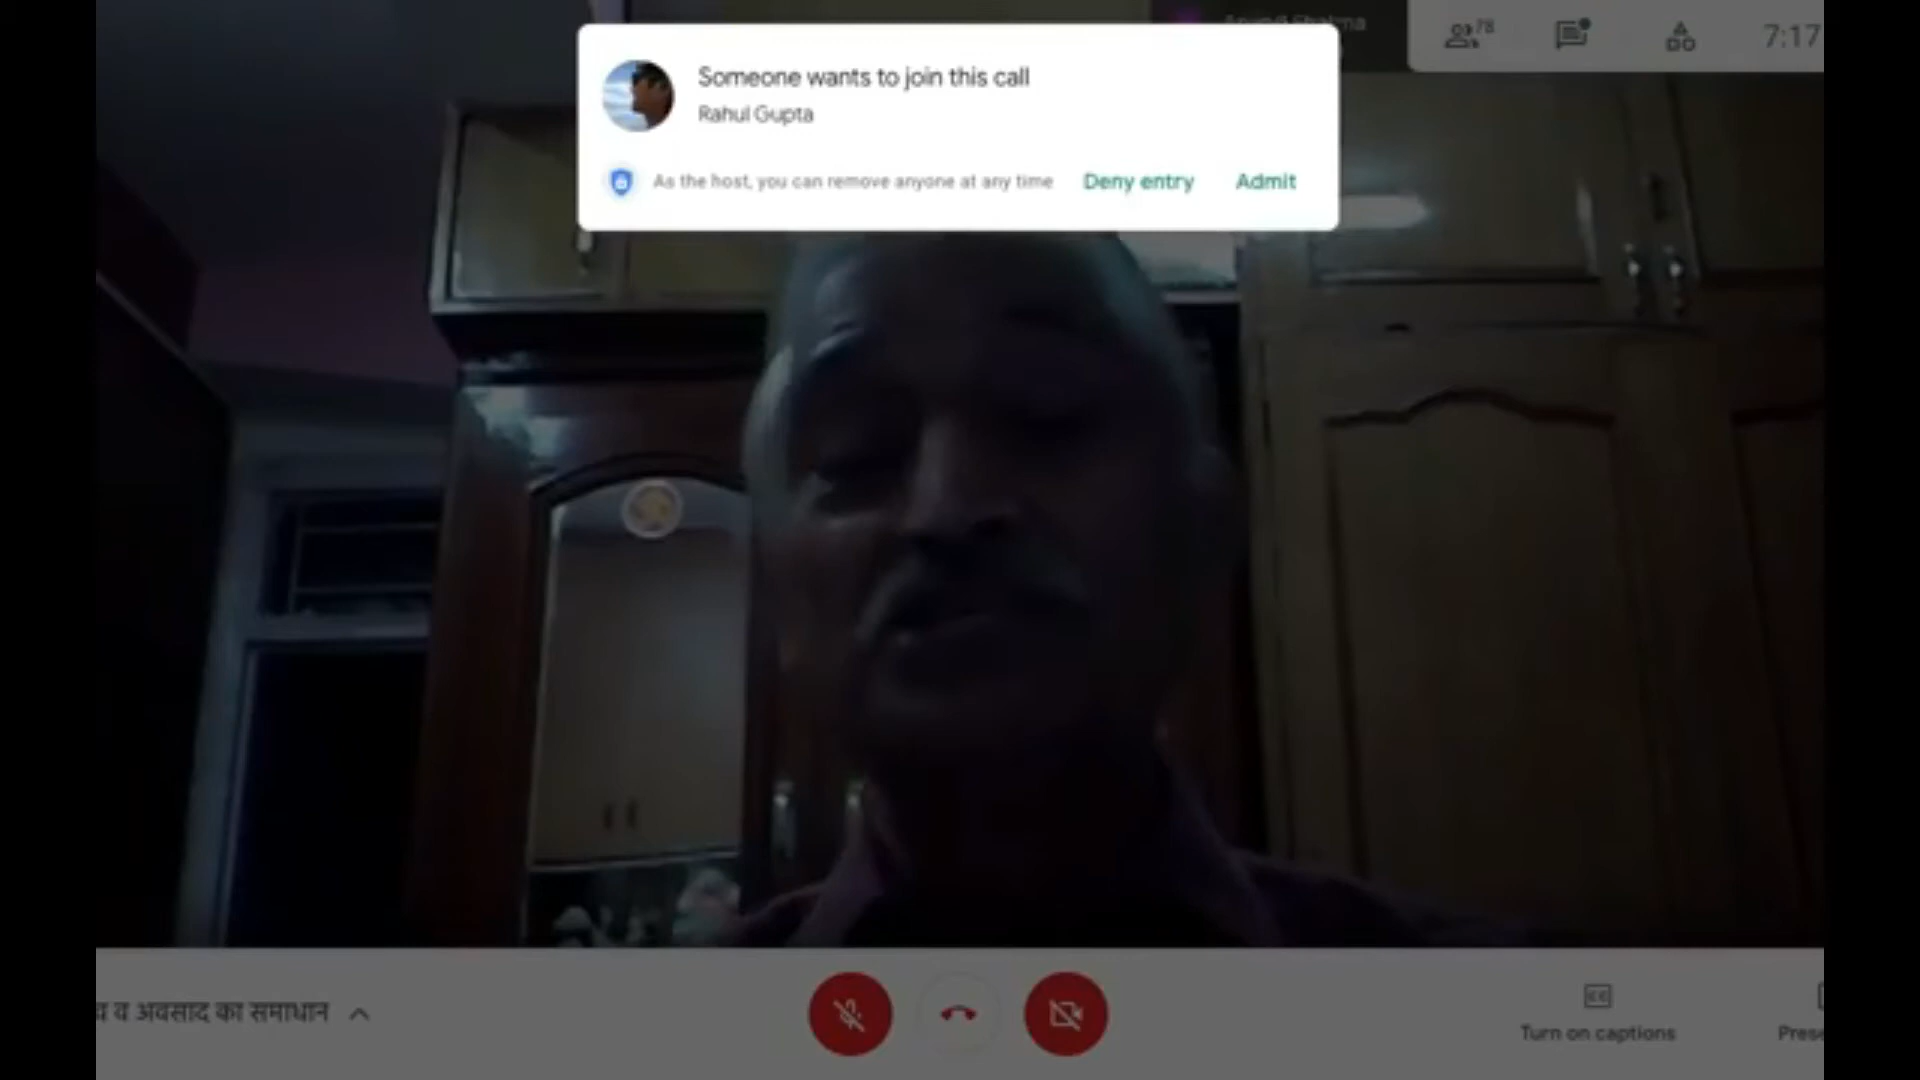 78
7:17
Someone wants to join this call
Rahul Gupta
As the host, you can remove anyone at any time Deny entry Admit
व अवसाद का समाधान
Turn on captions